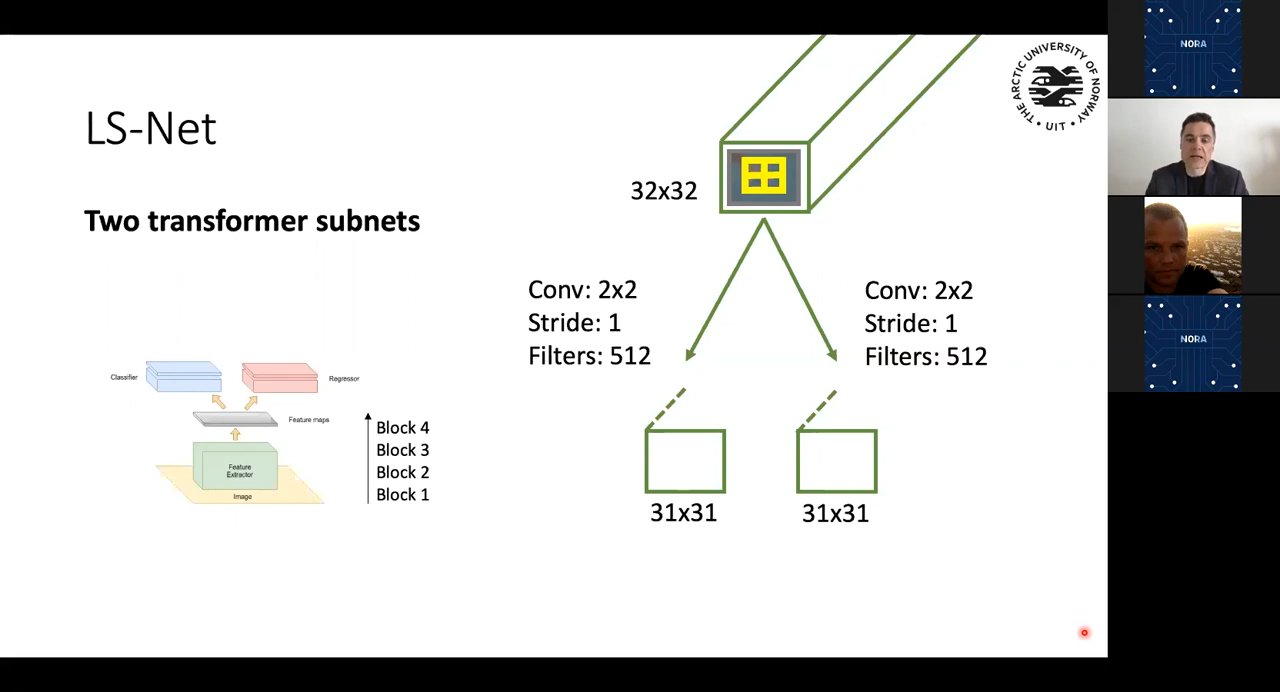 LS-Net
Two transformer subnets
Classifier
Regressor
Feature maps
Feature
Extractor
Image
Block 4
Block 3
Block 2
Block 1
32x32
Conv: 2x2
Stride: 1
Filters: 512
Conv: 2x2
Stride: 1
Filters: 512
31x31
31x31
THE ARCTIC UNIVERSITY OF NORWAY
• UIT •
NORA
NORA